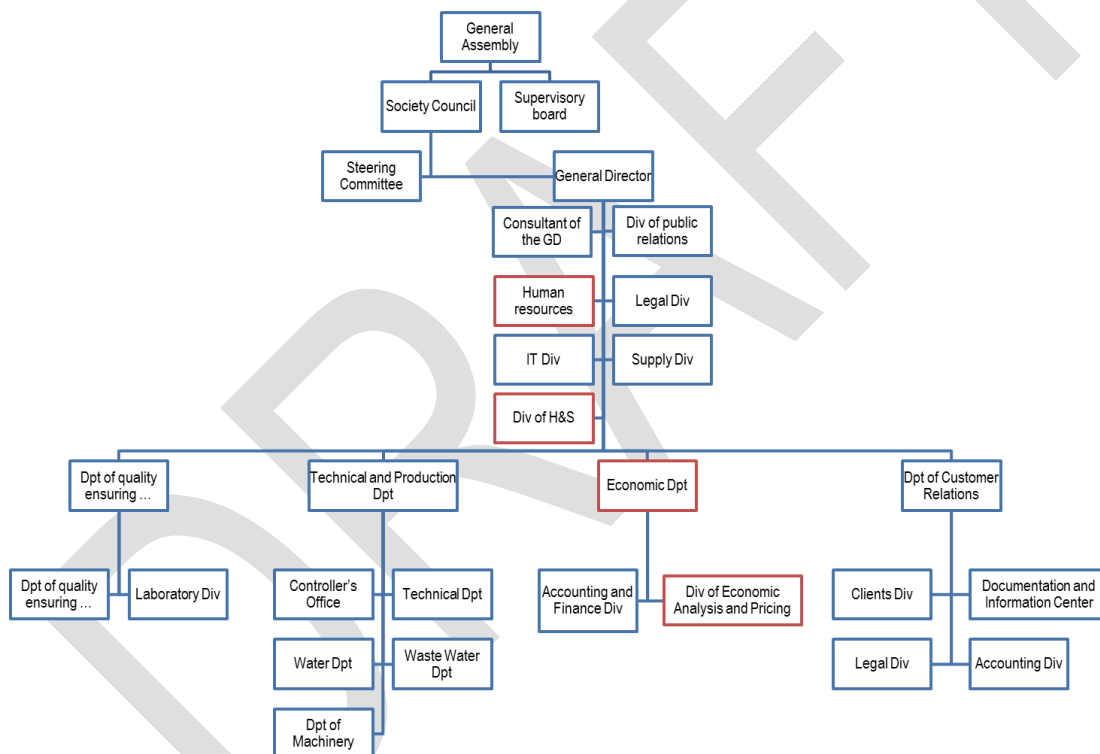 General
Assembly
Society Council
Supervisory
board
Steering
Committee
General Director
Consultant of
the GD
Div of public
relations
Human
resources
Legal Div
IT Div
Supply Div
Div of H&S
Dpt of quality
ensuring ...
Technical and Production
Dpt
Economic Dpt
Dpt of Customer
Relations
Dpt of quality
ensuring ...
Laboratory Div
Controller's
Office
Technical Dpt
Accounting and
Finance Div
Div of Economic
Analysis and Pricing
Clients Div
Documentation and
Information Center
Water Dpt
Waste Water
Dpt
Legal Div
Accounting Div
Dpt of
Machinery
DRAFT